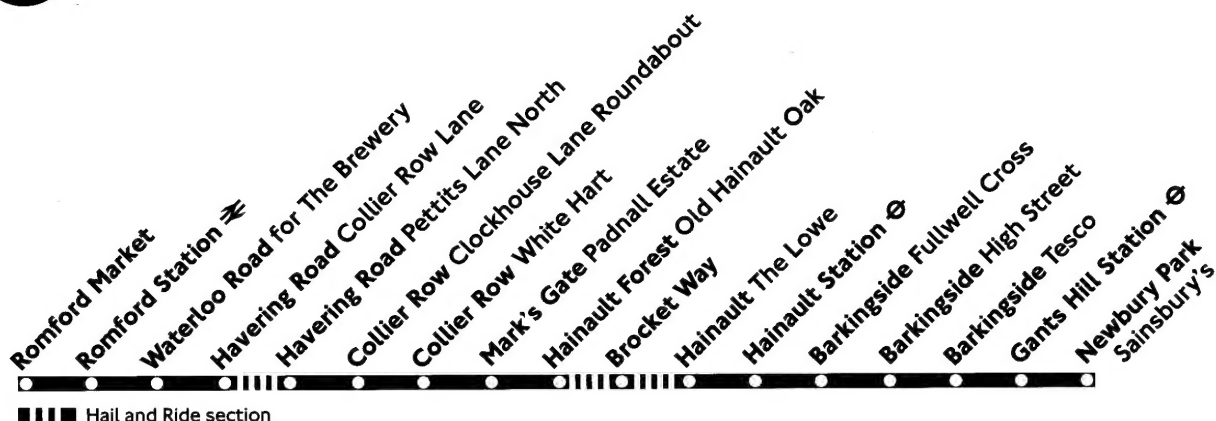 Romford Market
Romford Station
Waterloo Road for The Brewery
Havering Road Collier Row Lane
Havering Road Pettits Lane North
Collier Row Clockhouse Lane Roundabout
Collier Row White Hart
Mark's Gate Padnall Estate
Hainault Forest Old Hainault Oak
Brocket Way
Hainault The Lowe
Hainault Station
Barkingside Fullwell Cross
Barkingside High Street
Barkingside Tesco
Gants Hill Station
Newbury Park
Sainsbury's
Hail and Ride section